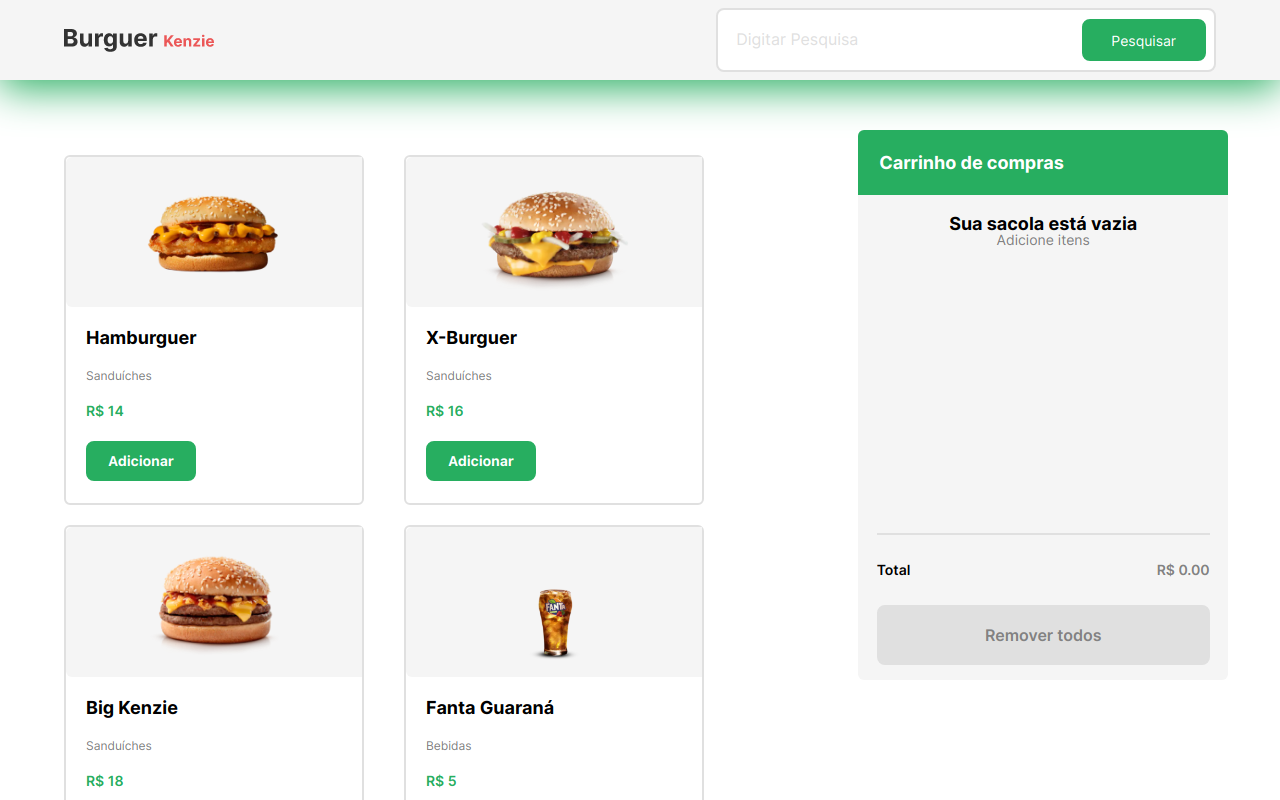 Burguer Kenzie
Digitar Pesquisa
Pesquisar
Carrinho de compras
Sua sacola está vazia
Adicione itens
Hamburguer
Sanduíches
R$ 14
Adicionar
X-Burguer
Sanduíches
R$ 16
Adicionar
Total
R$ 0.00
Remover todos
Big Kenzie
Sanduíches
R$ 18
FANTA
Fanta Guaraná
Bebidas
R$ 5